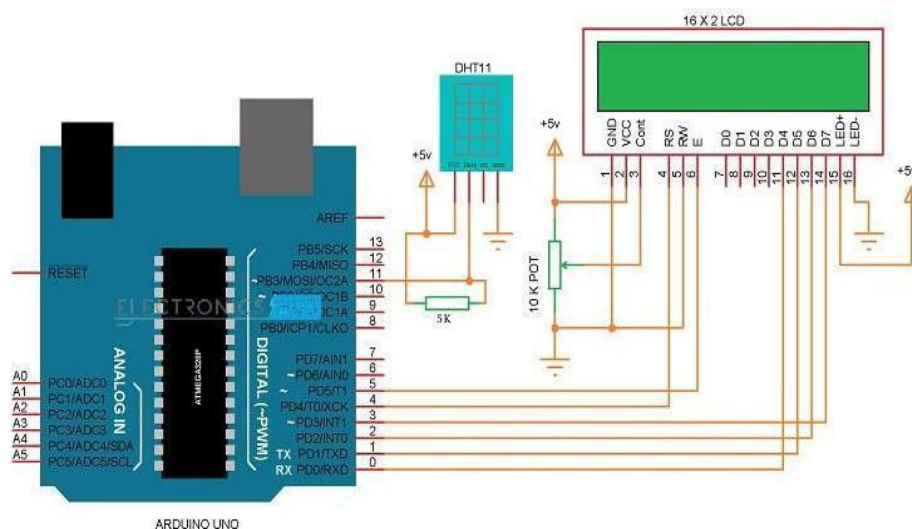 16 X 2 LCD
DHT11
+5v
+5v
+5v
GND
VCC
Cont
RS
RW
E
D0
D1
D2
D3
D4
D5
D6
D7
LED+
LED-
1
2
3
4
5
6
7
8
9
10
11
12
13
14
15
16
10 K POT
5K
AREF
RESET
PB5/SCK 13
PB4/MISO 12
~PB3/MOSI/OC2A 11
10
9
PB0/ICP1/CLKO 8
PD7/AIN1 7
~PD6/AIN0 6
~PD5/T1 5
PD4/T0/XCK 4
~PD3/INT1 3
PD2/INT0 2
TX PD1/TXD 1
RX PD0/RXD 0
DIGITAL (~PWM)
ATMEGA328P
ANALOG IN
A0 PC0/ADC0
A1 PC1/ADC1
A2 PC2/ADC2
A3 PC3/ADC3
A4 PC4/ADC4/SDA
A5 PC5/ADC5/SCL
ARDUINO UNO